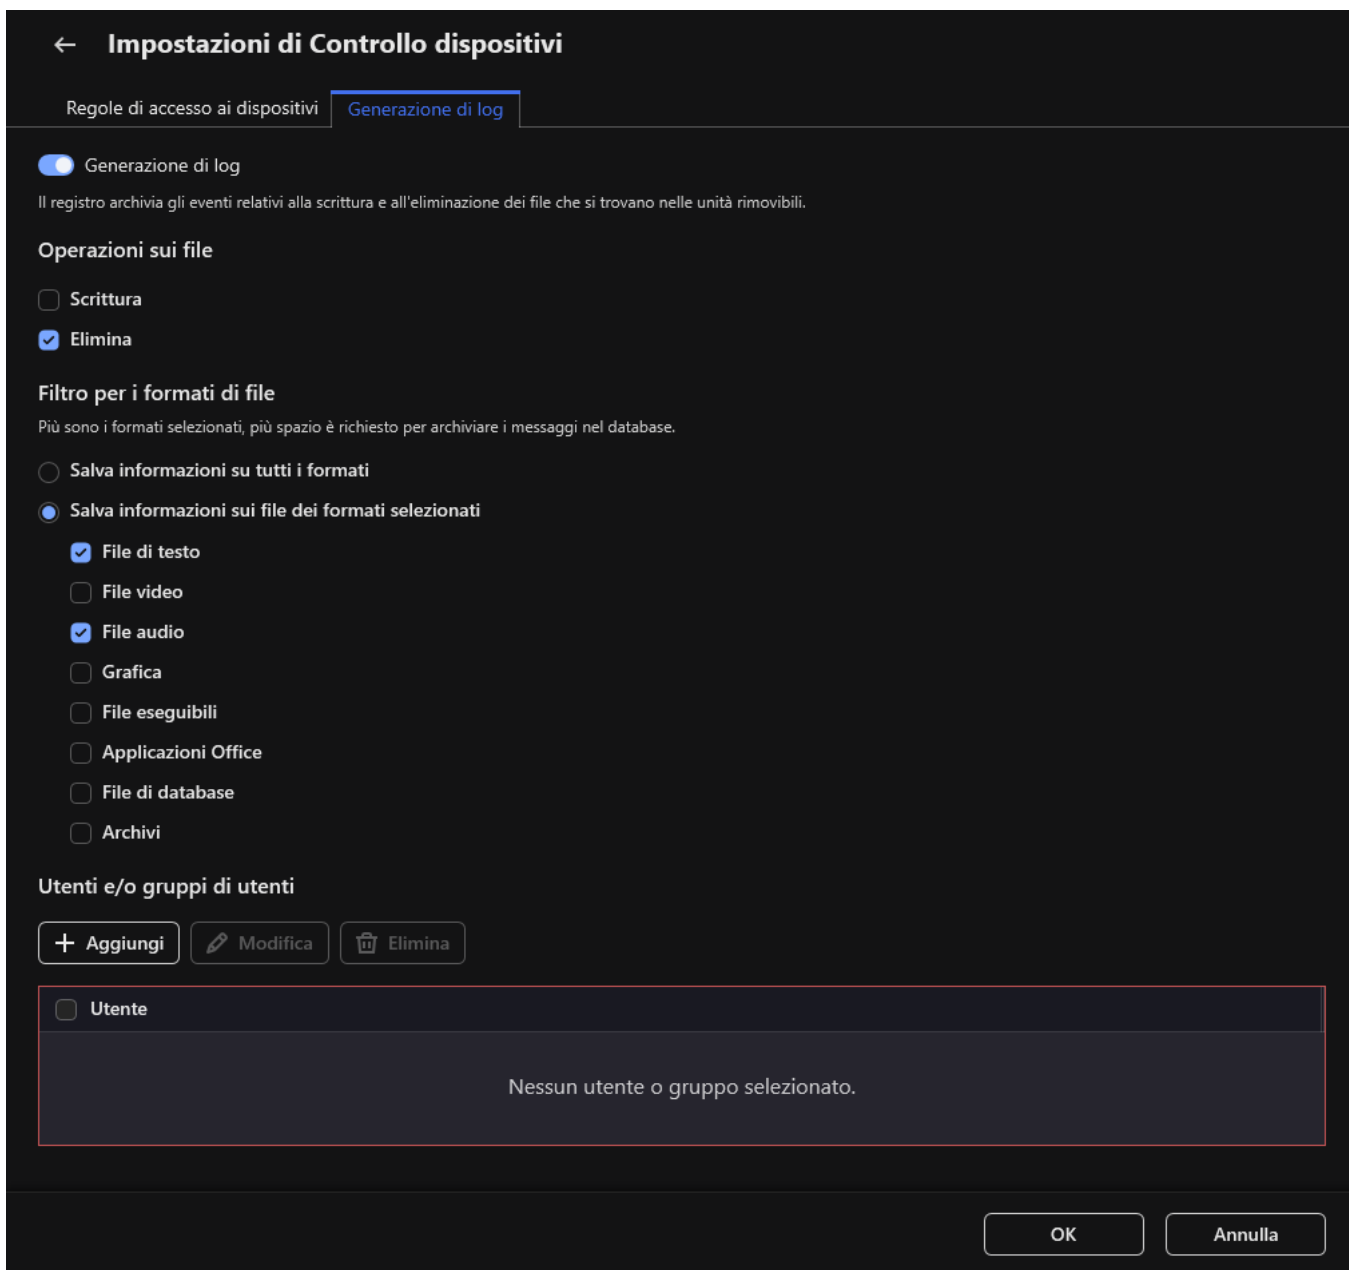 Impostazioni di Controllo dispositivi
Regole di accesso ai dispositivi
Generazione di log
Generazione di log
Il registro archivia gli eventi relativi alla scrittura e all'eliminazione dei file che si trovano nelle unità rimovibili.
Operazioni sui file
Scrittura
Elimina
Filtro per i formati di file
Più sono i formati selezionati, più spazio è richiesto per archiviare i messaggi nel database.
Salva informazioni su tutti i formati
Salva informazioni sui file dei formati selezionati
File di testo
File video
File audio
Grafica
File eseguibili
Applicazioni Office
File di database
Archivi
Utenti e/o gruppi di utenti
Aggiungi
Modifica
Elimina
Utente
Nessun utente o gruppo selezionato.
OK
Annulla